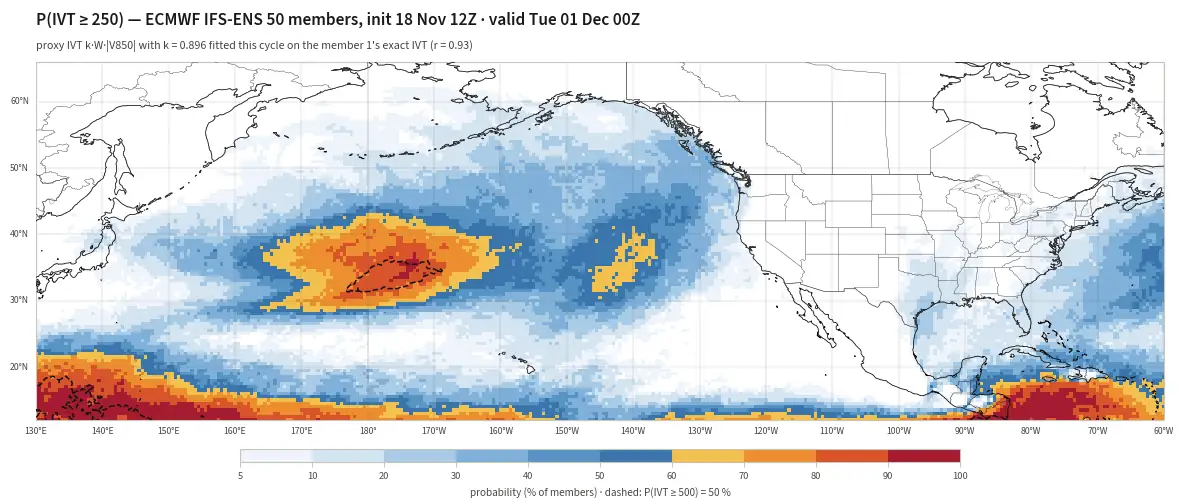 P(IVT ≥ 250) — ECMWF IFS-ENS 50 members, init 18 Nov 12Z · valid Tue 01 Dec 00Z
proxy IVT k·W·|V850| with k = 0.896 fitted this cycle on the member 1's exact IVT (r = 0.93)
60°N
50°N
40°N
30°N
20°N
130°E 140°E 150°E 160°E 170°E 180° 170°W 160°W 150°W 140°W 130°W 120°W 110°W 100°W 90°W 80°W 70°W 60°W
5 10 20 30 40 50 60 70 80 90 100
probability (% of members) · dashed: P(IVT ≥ 500) = 50 %